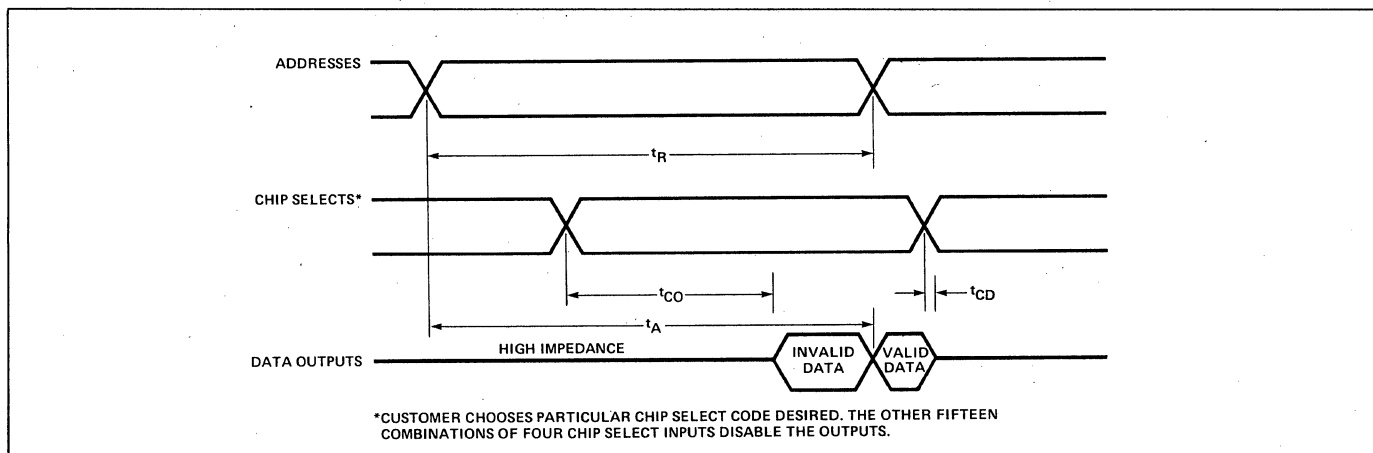 ADDRESSES
tR
CHIP SELECTS*
tCO
tCD
tA
DATA OUTPUTS
HIGH IMPEDANCE
INVALID
DATA
VALID
DATA
*CUSTOMER CHOOSES PARTICULAR CHIP SELECT CODE DESIRED. THE OTHER FIFTEEN
COMBINATIONS OF FOUR CHIP SELECT INPUTS DISABLE THE OUTPUTS.